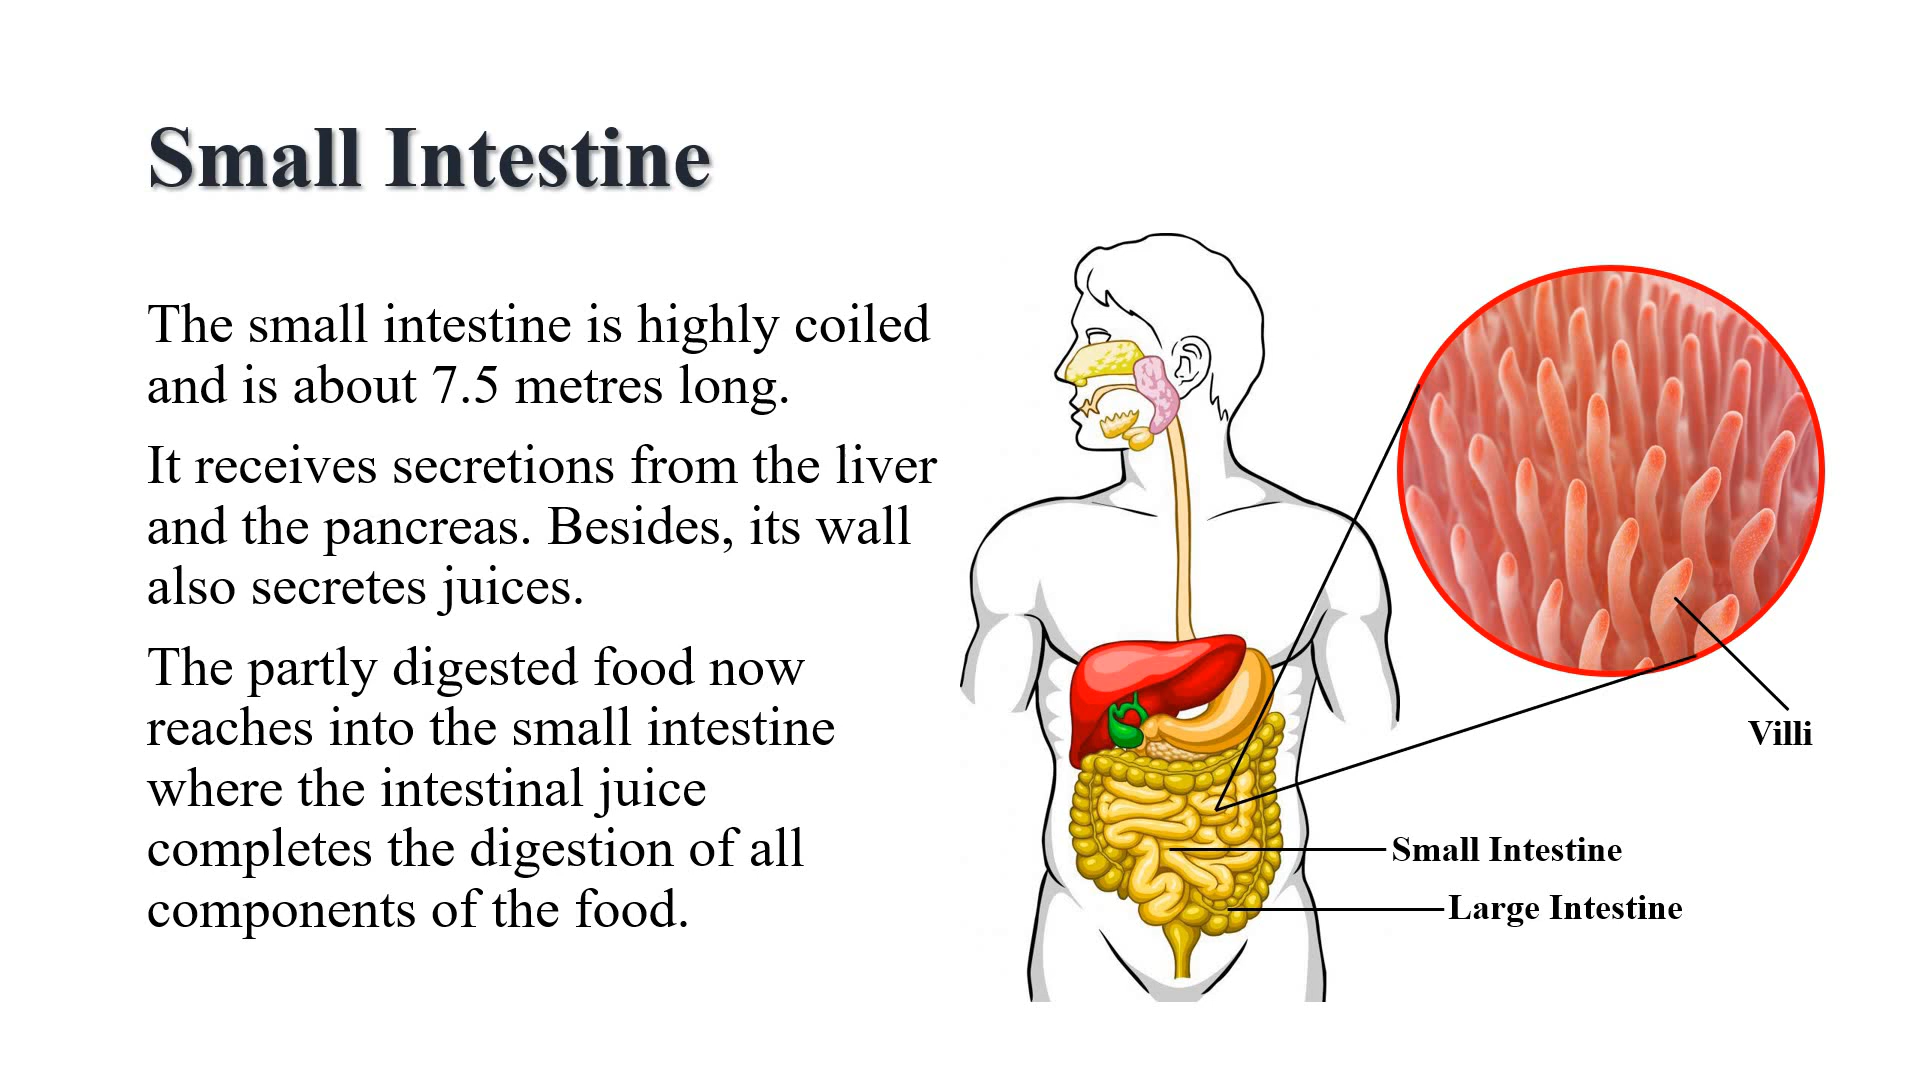 Small Intestine
The small intestine is highly coiled
and is about 7.5 metres long.
It receives secretions from the liver
and the pancreas. Besides, its wall
also secretes juices.
The partly digested food now
reaches into the small intestine
where the intestinal juice
completes the digestion of all
components of the food.
Villi
Small Intestine
Large Intestine